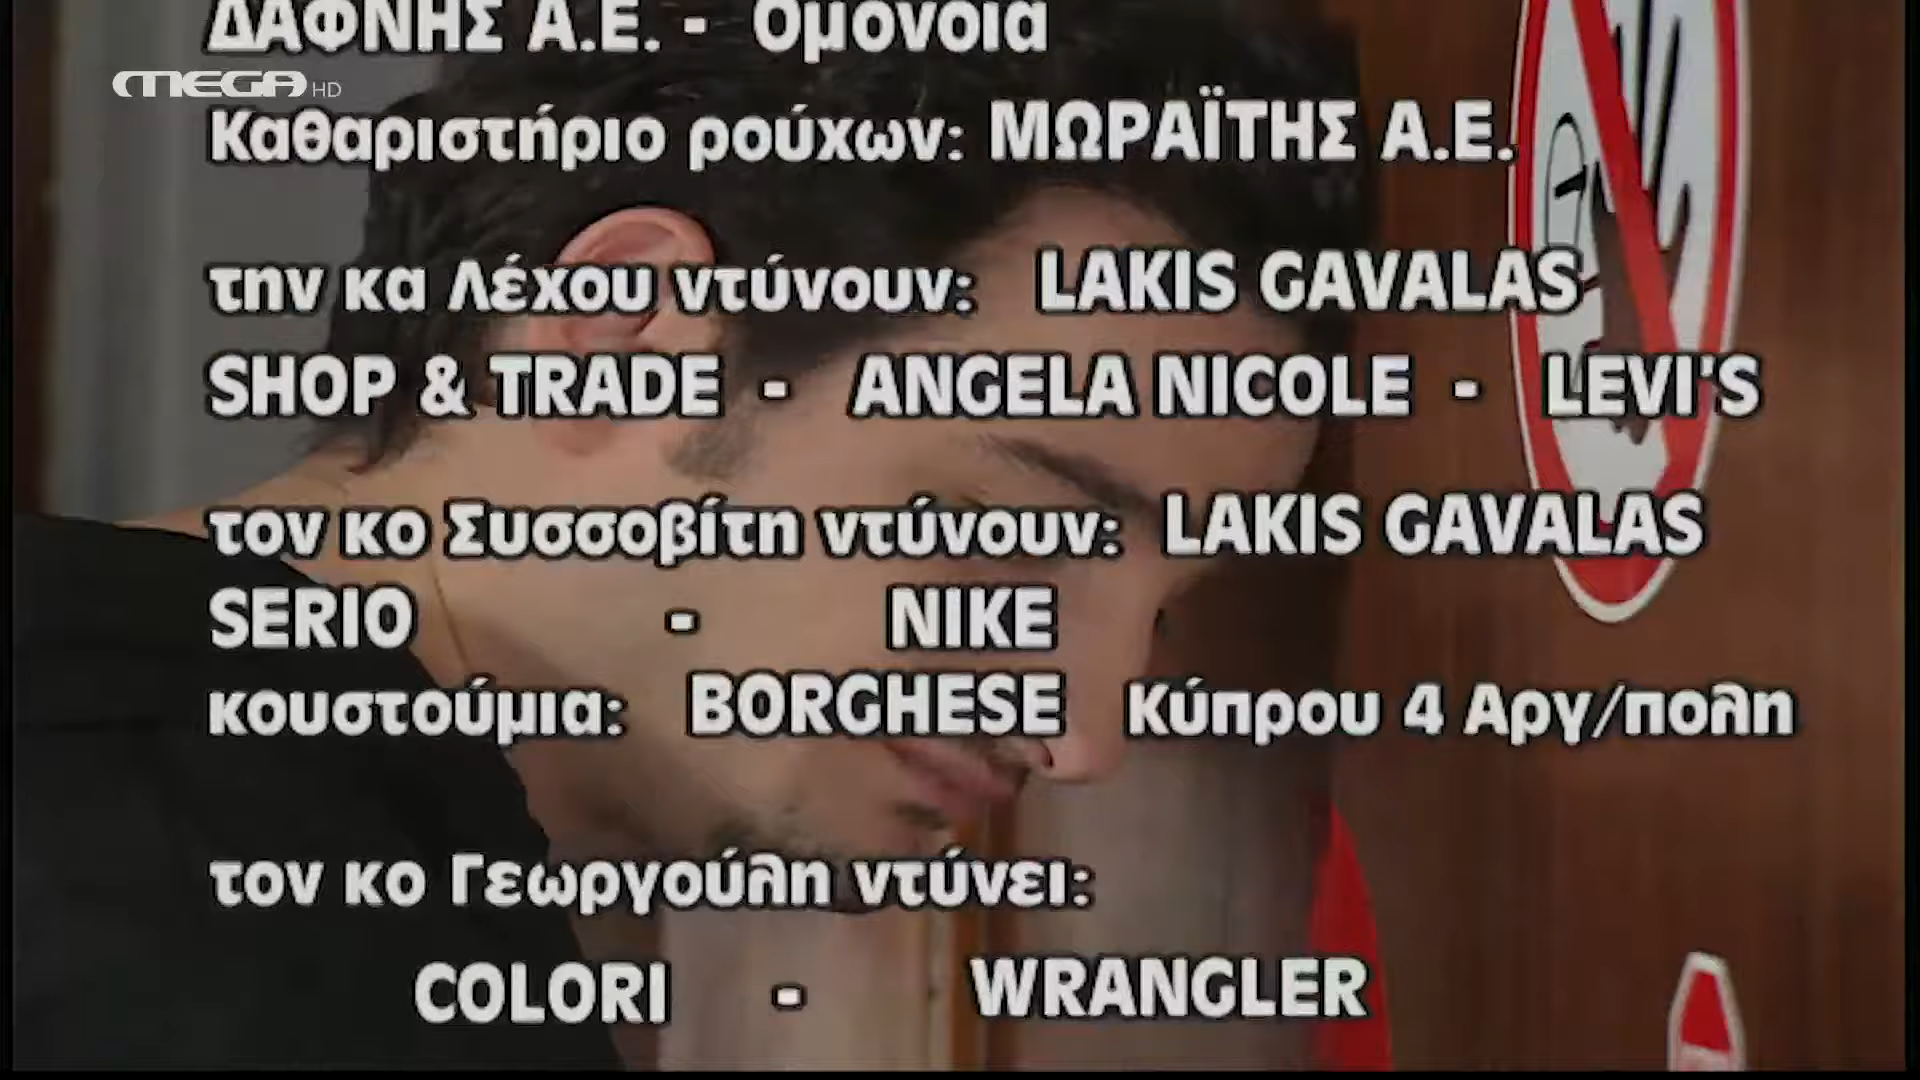 ΔΑΦΝΗΣ Α.Ε. - Ομόνοια
MEGA HD
Καθαριστήριο ρούχων: ΜΩΡΑΪΤΗΣ Α.Ε.
την κα Λέχου ντύνουν: LAKIS GAVALAS
SHOP & TRADE - ANGELA NICOLE - LEVI'S
τον κο Συσσοβίτη ντύνουν: LAKIS GAVALAS
SERIO - NIKE
κουστούμια: BORGHESE Κύπρου 4 Αργ/πολη
τον κο Γεωργούλη ντύνει:
COLORI - WRANGLER